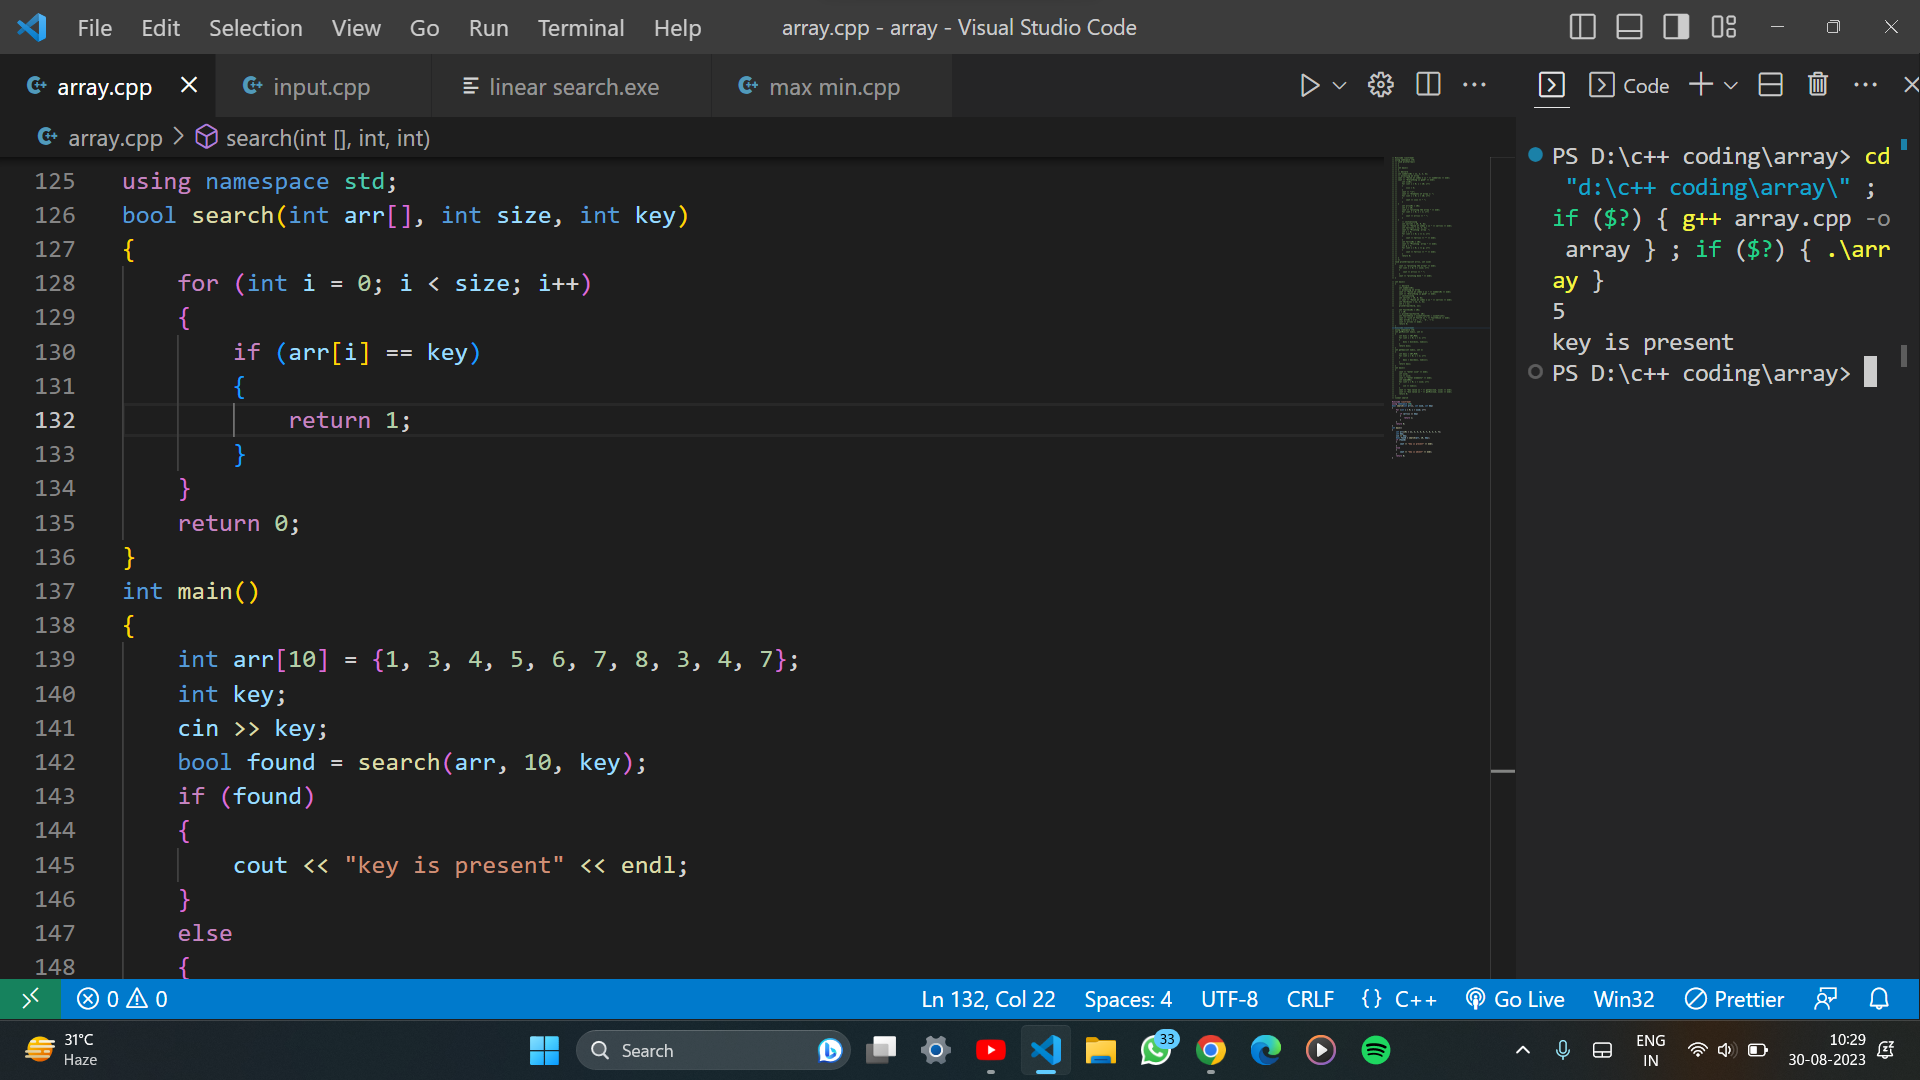 File Edit Selection View Go Run Terminal Help array.cpp - array - Visual Studio Code
array.cpp input.cpp linear search.exe max min.cpp Code
array.cpp > search(int [], int, int)
125 using namespace std;
126 bool search(int arr[], int size, int key)
127 {
128 for (int i = 0; i < size; i++)
129 {
130 if (arr[i] == key)
131 {
132 return 1;
133 }
134 }
135 return 0;
136 }
137 int main()
138 {
139 int arr[10] = {1, 3, 4, 5, 6, 7, 8, 3, 4, 7};
140 int key;
141 cin >> key;
142 bool found = search(arr, 10, key);
143 if (found)
144 {
145 cout << "key is present" << endl;
146 }
147 else
148 {
PS D:\c++ coding\array> cd
"d:\c++ coding\array\" ;
if ($?) { g++ array.cpp -o
array } ; if ($?) { .\arr
ay }
5
key is present
PS D:\c++ coding\array>
0 0 Ln 132, Col 22 Spaces: 4 UTF-8 CRLF {} C++ Go Live Win32 Prettier
31°C
Haze
Search
33
ENG
IN
10:29
30-08-2023